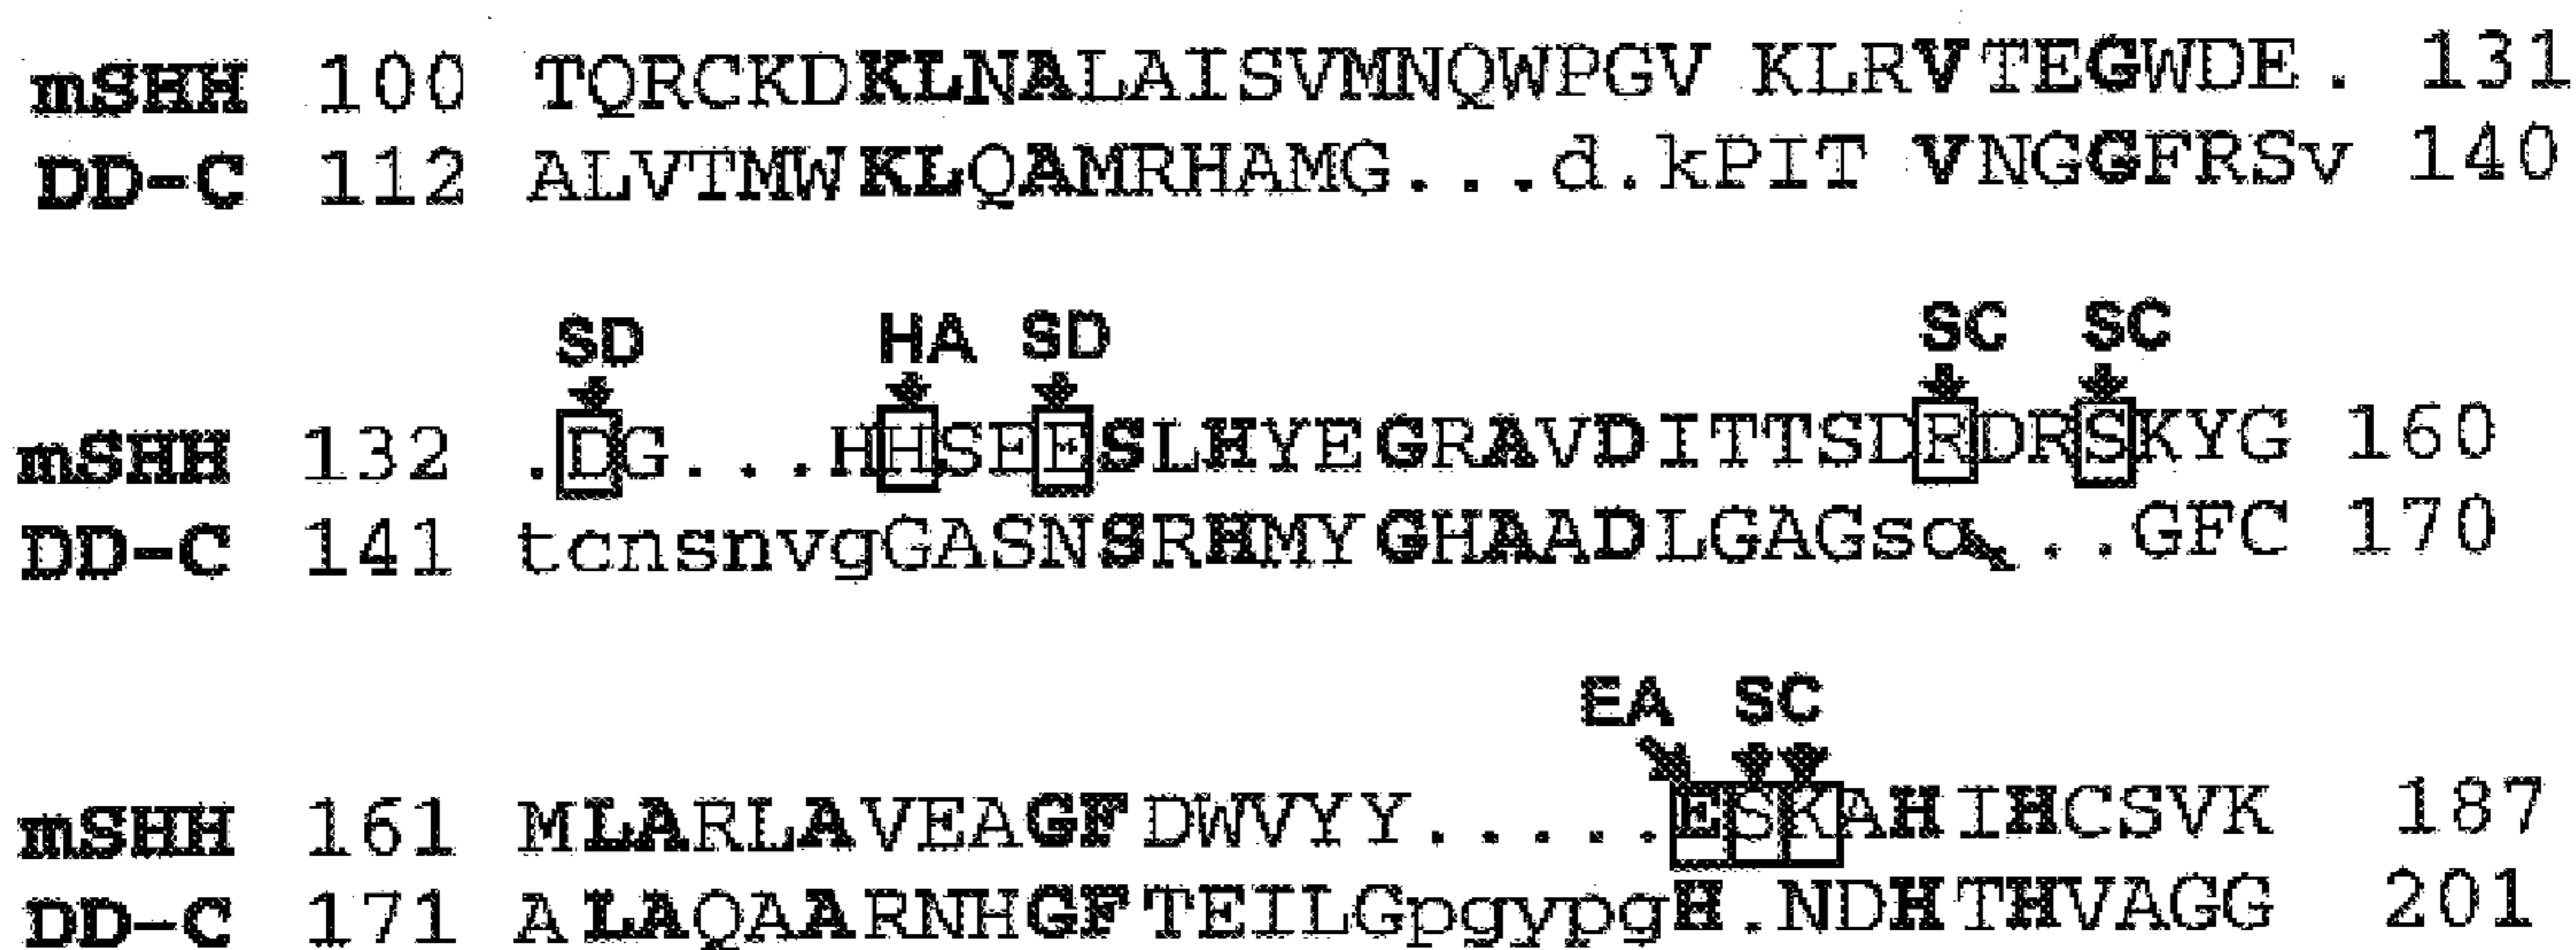 mSHH 100 TQRCKDKLNALAISVMNQWPGV KLRVTEGWDE. 131
DD-C 112 ALVTMWKLQAMRHAMG...d.kPIT VNGGFRSv 140
SD HA SD SC SC
mSHH 132 .DG...HHSEESLHYEGRAVDITTSDRDRSKYG 160
DD-C 141 tcnsnvgGASNSRHMYGHAADLGAGs ..GFC 170
EA SC
mSHH 161 MLARLAVEAGFDWVYY.....ESKAHIHCSVK 187
DD-C 171 ALAQAARNHGFTEILGpgypgH.NDHTHVAGG 201